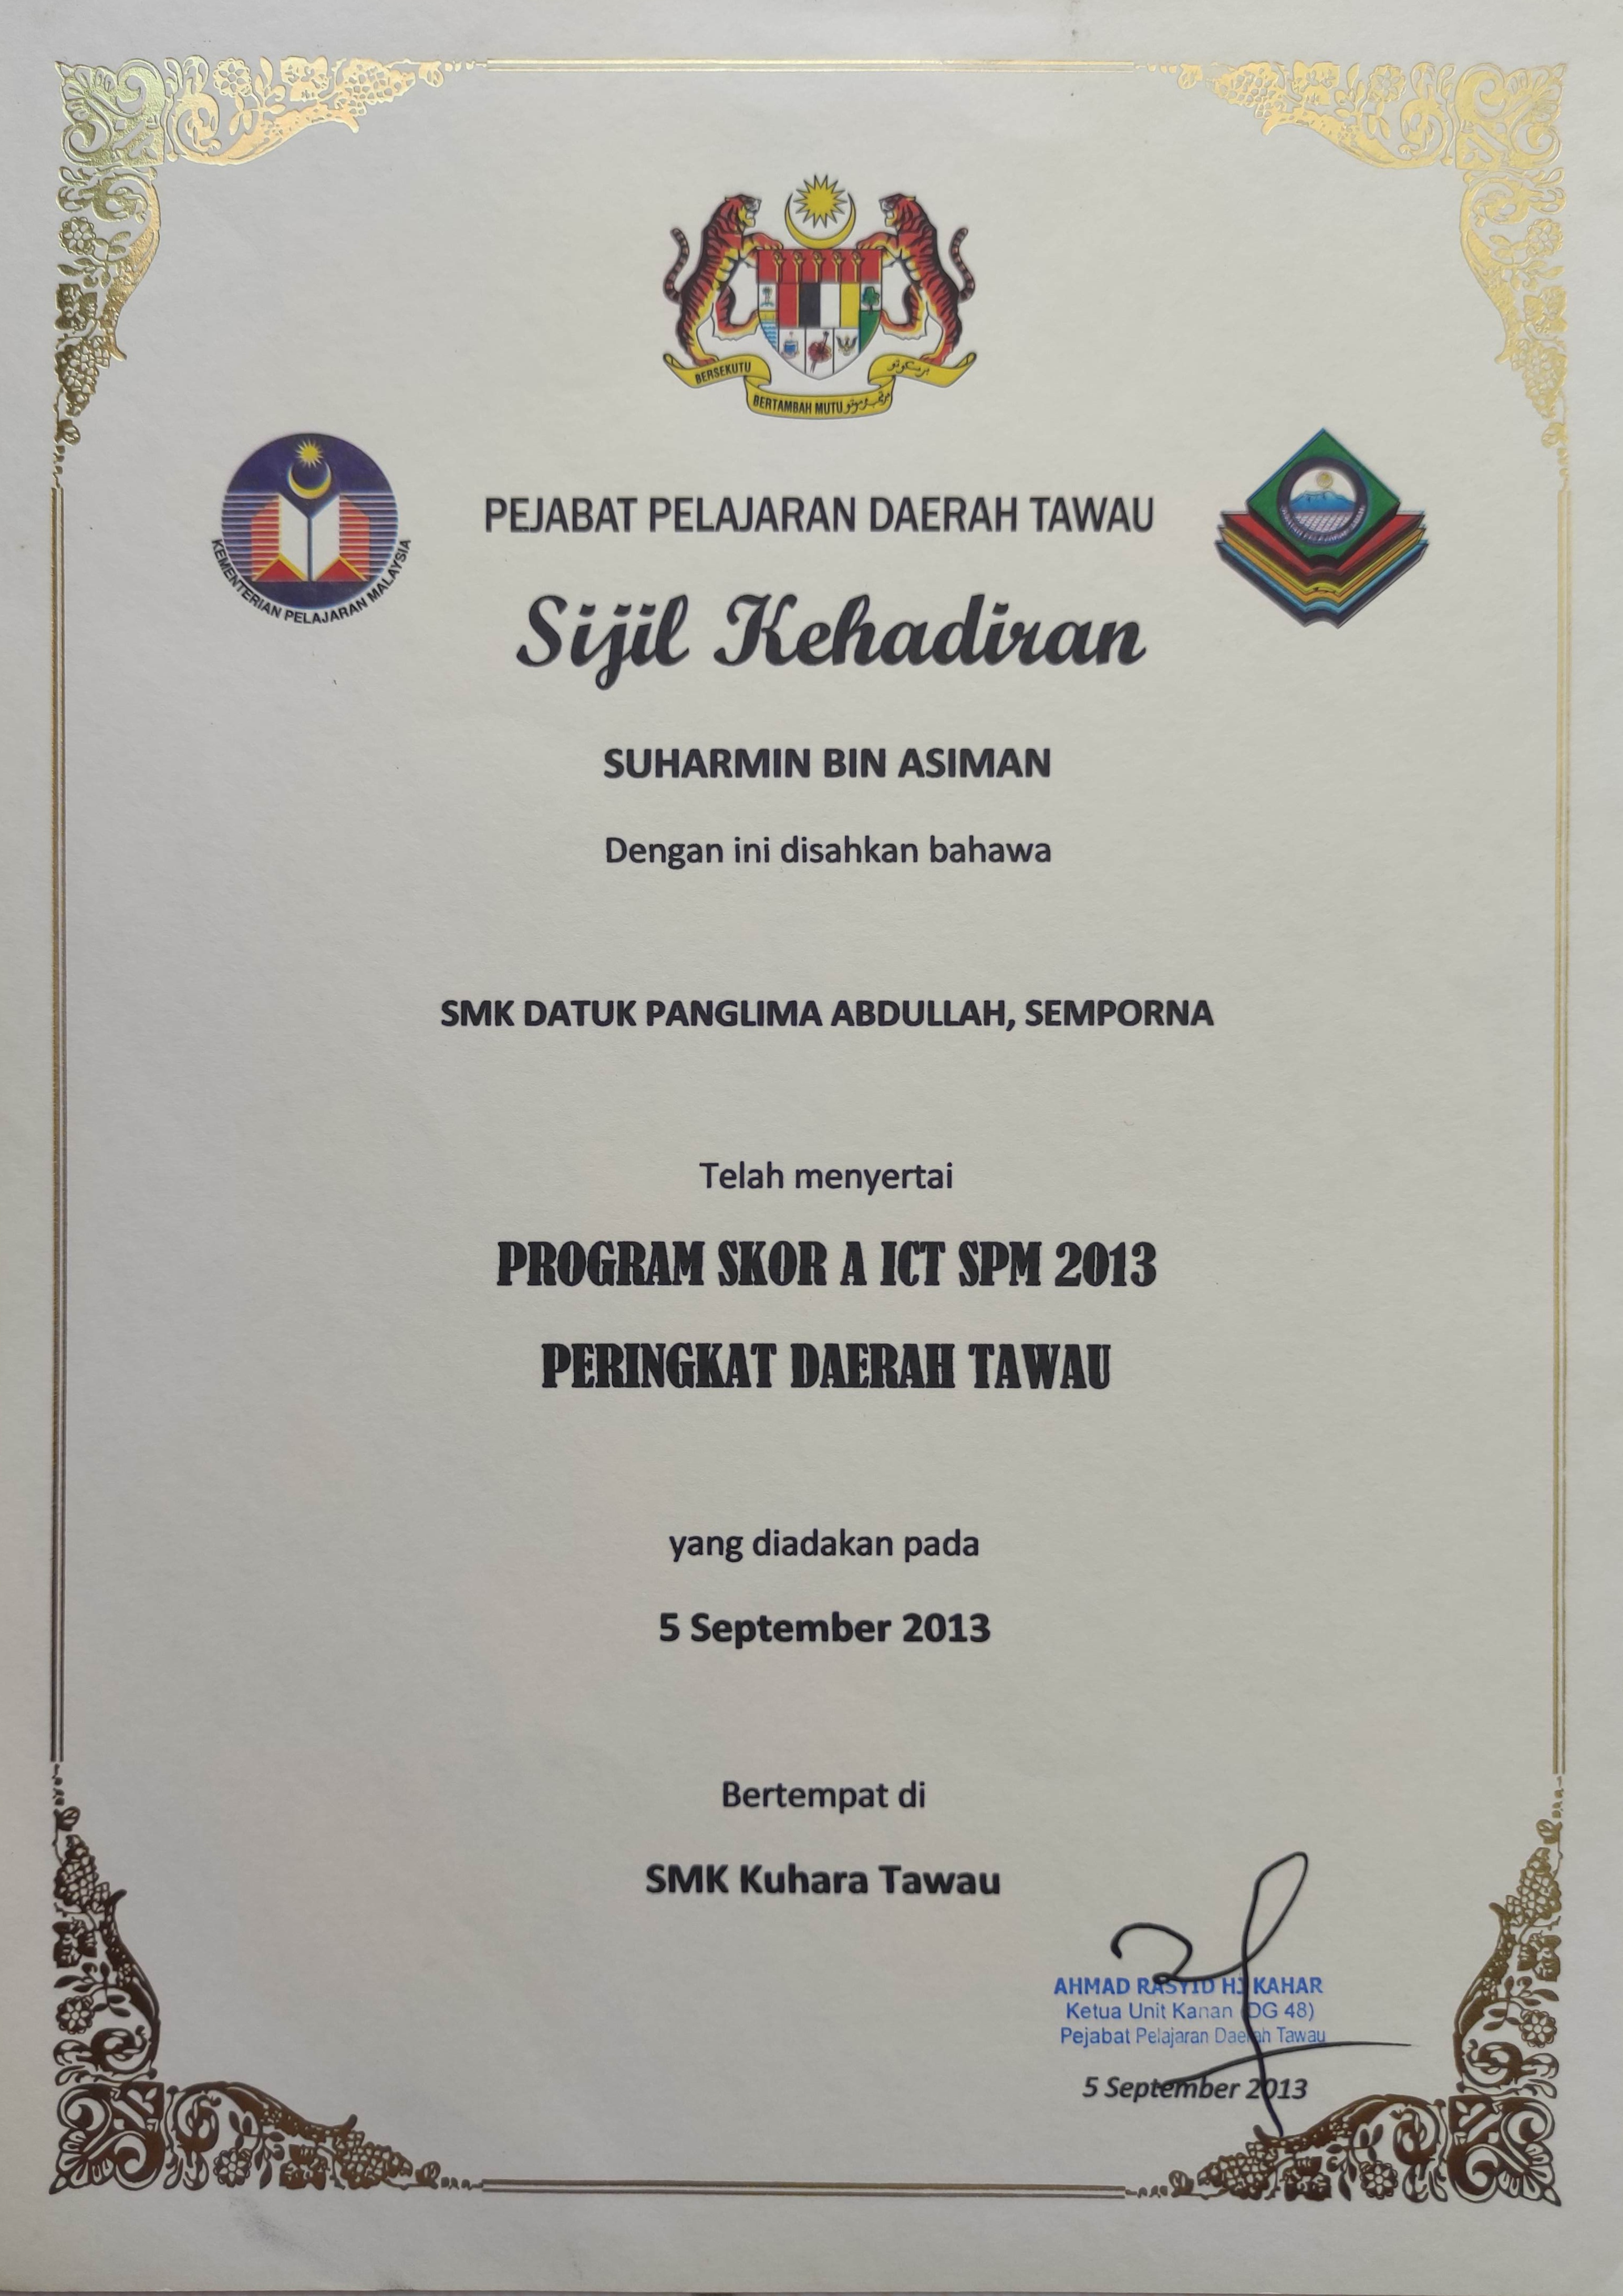 BERSEKUTU
برسكوتو
BERTAMBAH MUTU
KEMENTERIAN PELAJARAN MALAYSIA
PEJABAT PELAJARAN DAERAH TAWAU
Sijil Kehadiran
SUHARMIN BIN ASIMAN
Dengan ini disahkan bahawa
SMK DATUK PANGLIMA ABDULLAH, SEMPORNA
Telah menyertai
PROGRAM SKOR A ICT SPM 2013
PERINGKAT DAERAH TAWAU
yang diadakan pada
5 September 2013
Bertempat di
SMK Kuhara Tawau
AHMAD RASYID HJ KAHAR
Ketua Unit Kanan (DG 48)
Pejabat Pelajaran Daerah Tawau
5 September 2013